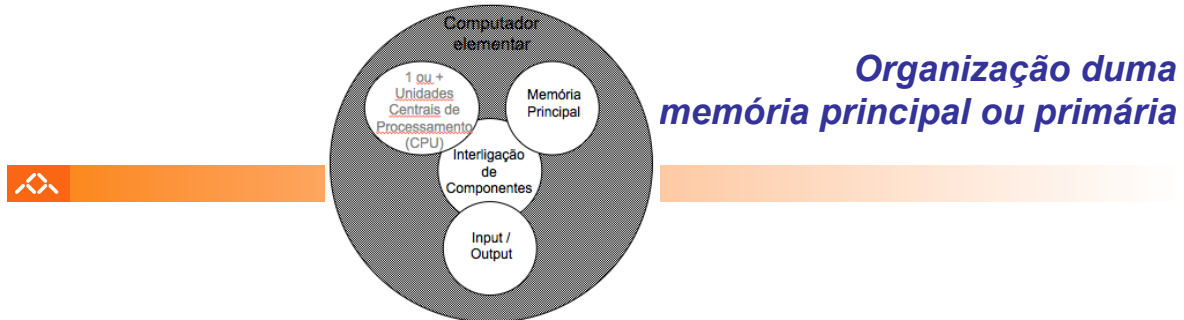 Computador
elementar
1 ou +
Unidades
Centrais de
Processamento
(CPU)
Memória
Principal
Interligação
de
Componentes
Input /
Output
Organização duma
memória principal ou primária